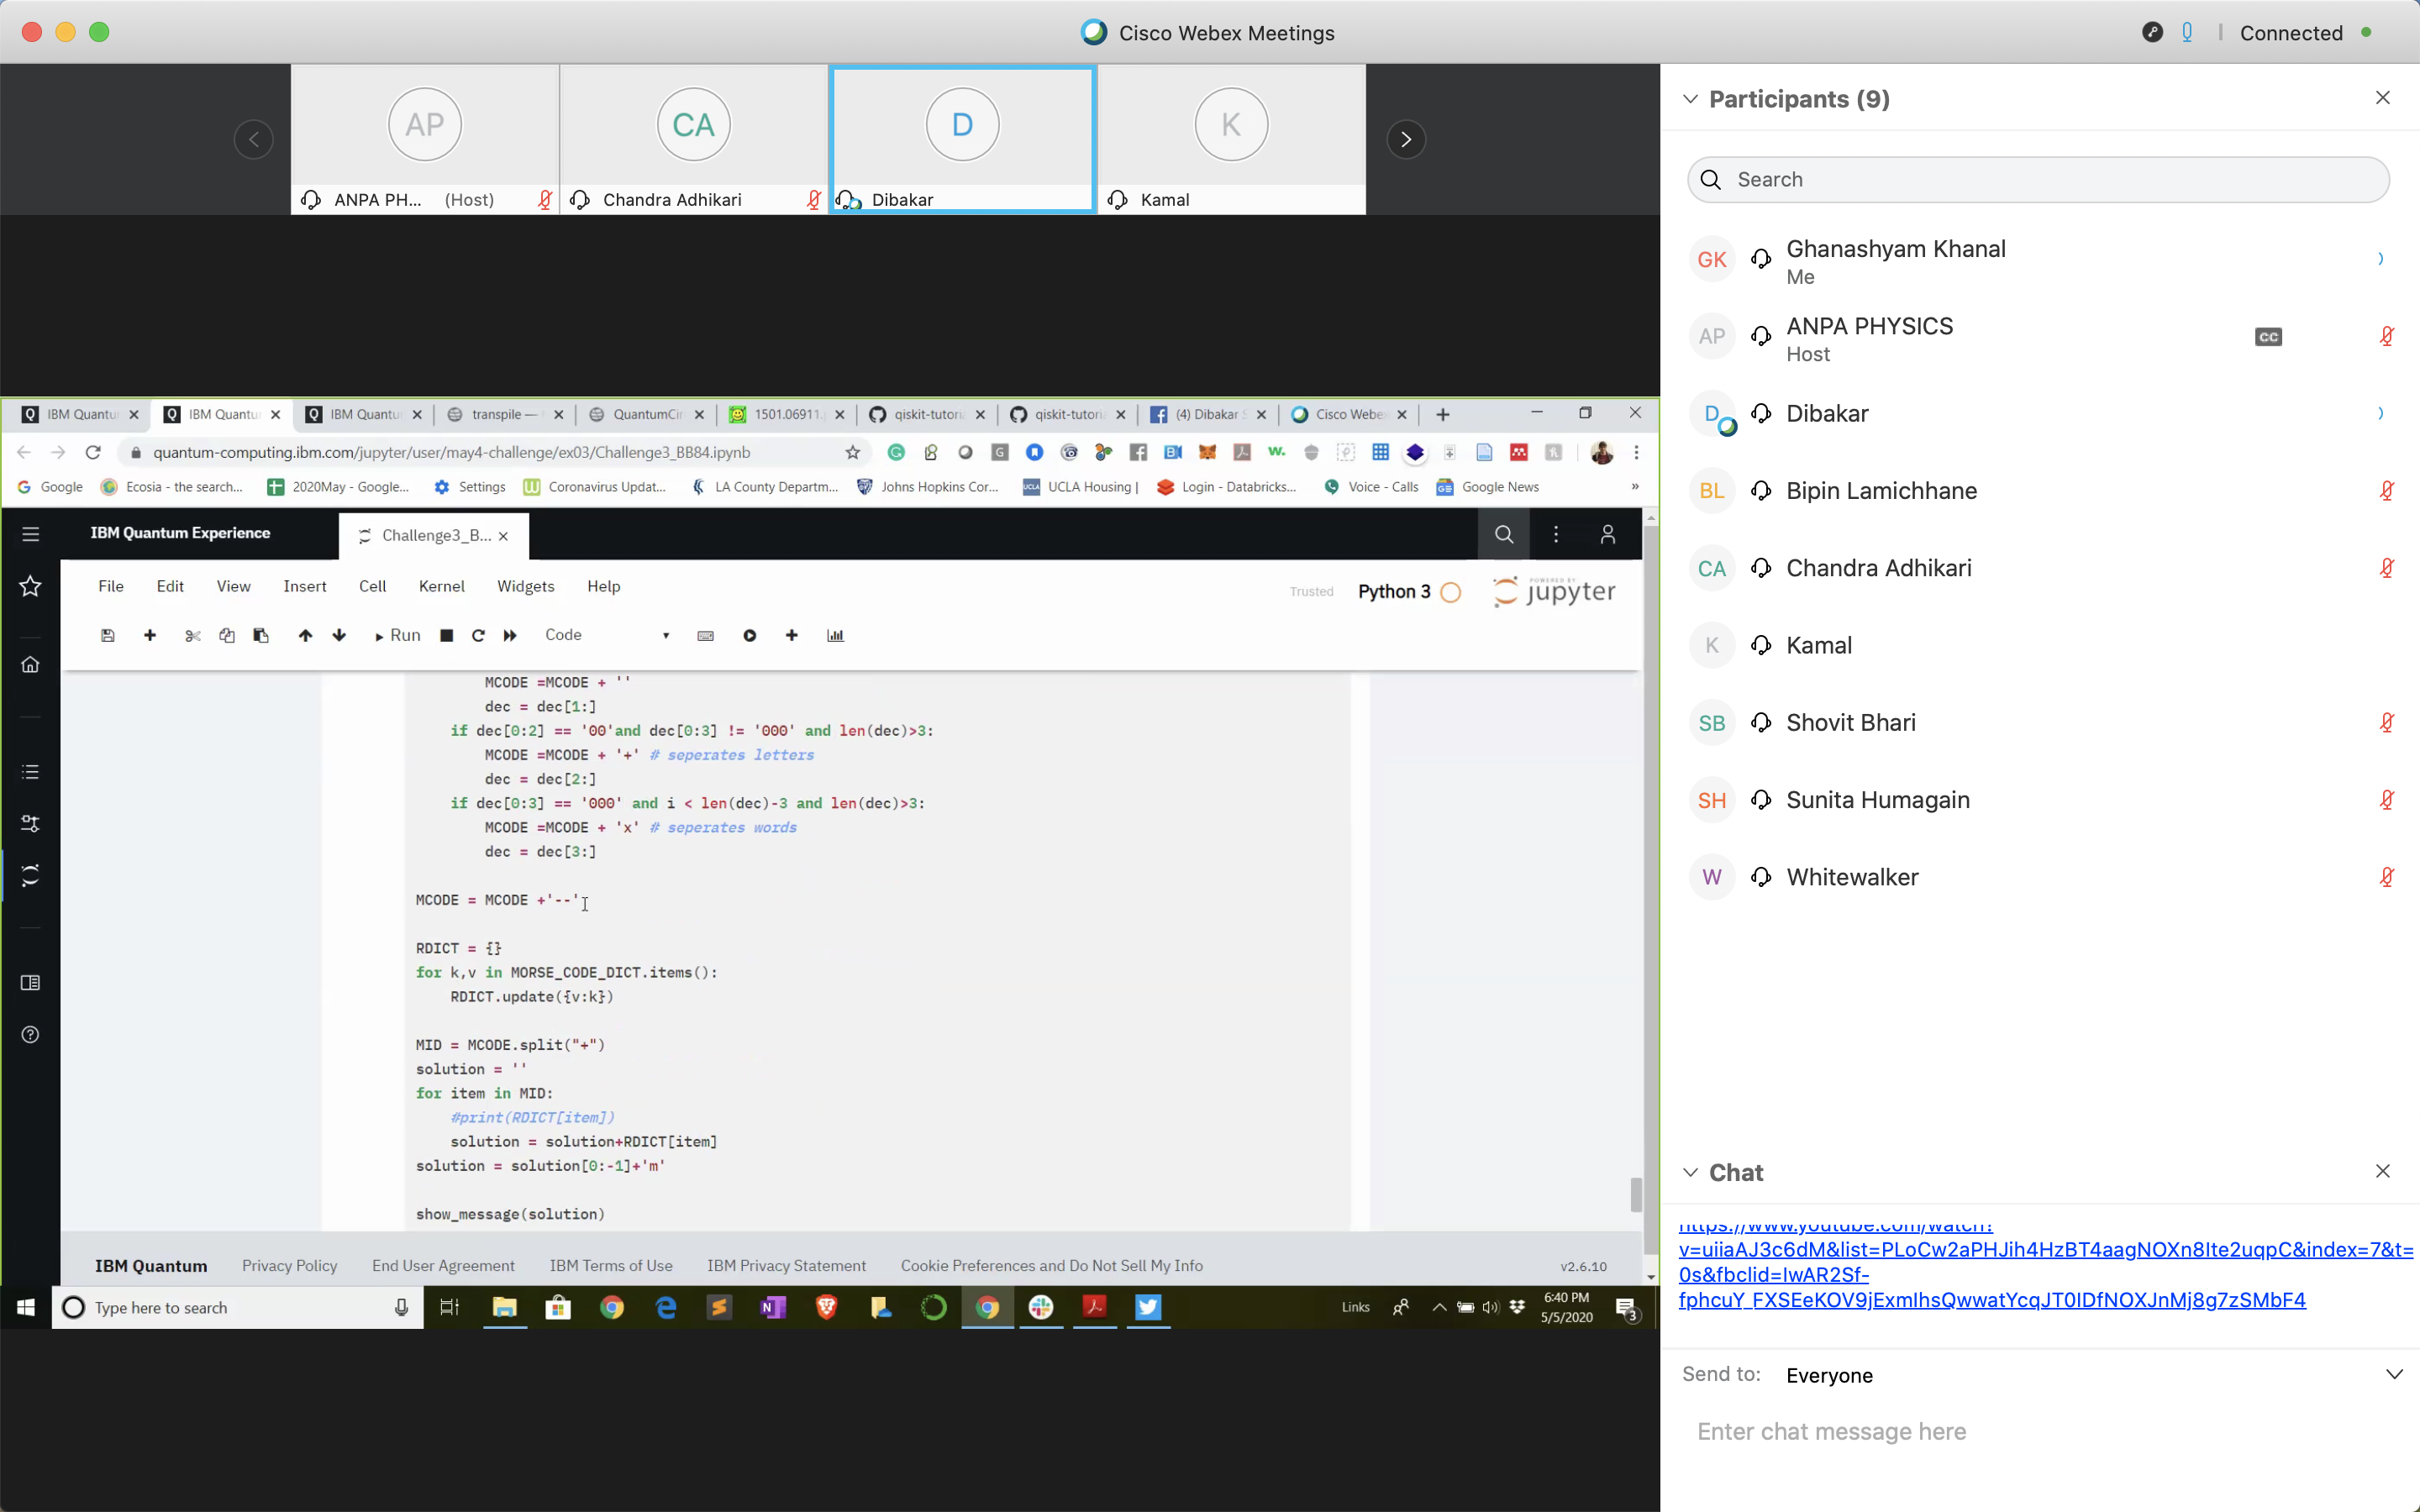 Cisco Webex Meetings
Connected
AP
CA
D
K
ANPA PH... (Host)
Chandra Adhikari
Dibakar
Kamal
Participants (9)
Search
GK Ghanashyam Khanal
Me
AP ANPA PHYSICS
Host
CC
D Dibakar
BL Bipin Lamichhane
CA Chandra Adhikari
K Kamal
SB Shovit Bhari
SH Sunita Humagain
W Whitewalker
IBM Quantu
IBM Quantu
IBM Quantu
transpile —
QuantumCir
1501.06911.
qiskit-tutoria
qiskit-tutoria
(4) Dibakar S
Cisco Webe
quantum-computing.ibm.com/jupyter/user/may4-challenge/ex03/Challenge3_BB84.ipynb
Google
Ecosia - the search...
2020May - Google...
Settings
Coronavirus Updat...
LA County Departm...
Johns Hopkins Cor...
UCLA Housing |
Login - Databricks...
Voice - Calls
Google News
»
IBM Quantum Experience
Challenge3_B...
File Edit View Insert Cell Kernel Widgets Help
Trusted
Python 3
POWERED BY
jupyter
Run
Code
MCODE =MCODE + ''
dec = dec[1:]
if dec[0:2] == '00'and dec[0:3] != '000' and len(dec)>3:
MCODE =MCODE + '+' # seperates letters
dec = dec[2:]
if dec[0:3] == '000' and i < len(dec)-3 and len(dec)>3:
MCODE =MCODE + 'x' # seperates words
dec = dec[3:]
MCODE = MCODE +'--'
RDICT = {}
for k,v in MORSE_CODE_DICT.items():
RDICT.update({v:k})
MID = MCODE.split("+")
solution = ''
for item in MID:
#print(RDICT[item])
solution = solution+RDICT[item]
solution = solution[0:-1]+'m'
show_message(solution)
IBM Quantum
Privacy Policy
End User Agreement
IBM Terms of Use
IBM Privacy Statement
Cookie Preferences and Do Not Sell My Info
v2.6.10
Type here to search
Links
6:40 PM
5/5/2020
3
Chat
https://www.youtube.com/watch?
v=uiiaAJ3c6dM&list=PLoCw2aPHJih4HzBT4aagNOXn8Ite2uqpC&index=7&t=
0s&fbclid=IwAR2Sf-
fphcuY_FXSEeKOV9jExmIhsQwwatYcqJT0IDfNOXJnMj8g7zSMbF4
Send to: Everyone
Enter chat message here